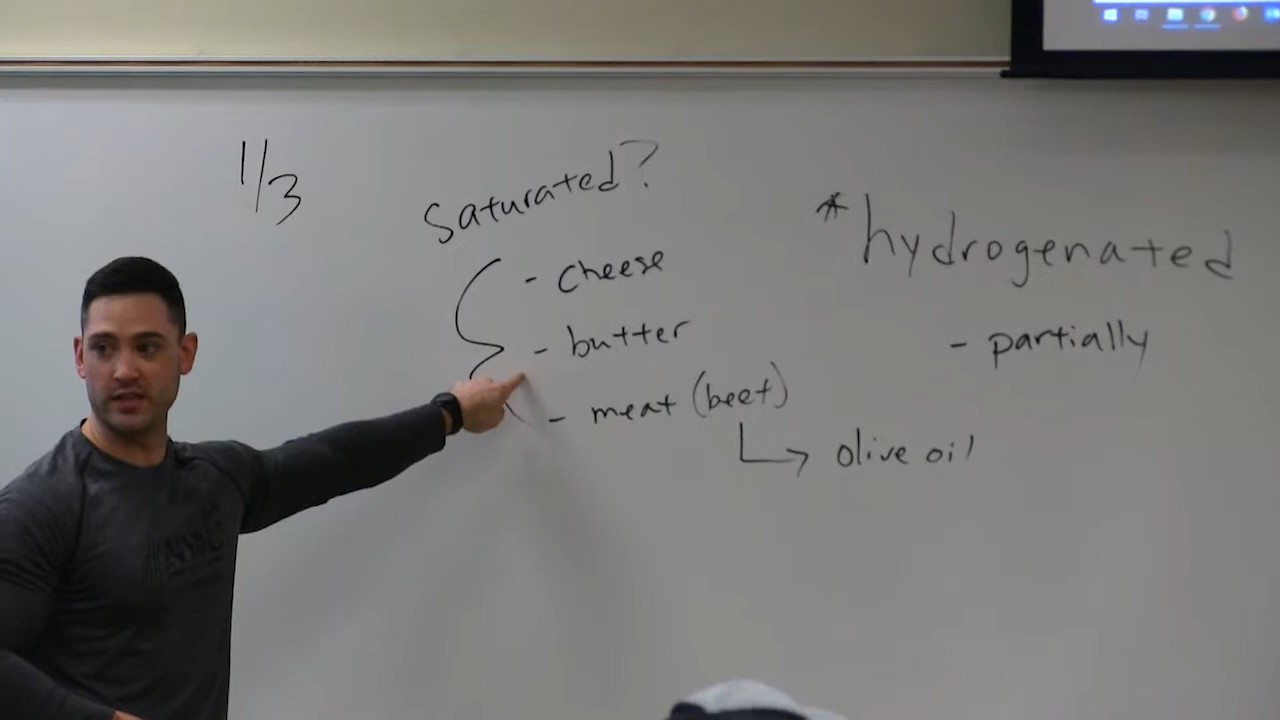 1/3
saturated?
- cheese
- butter
- meat (beef)
olive oil
*hydrogenated
- partially